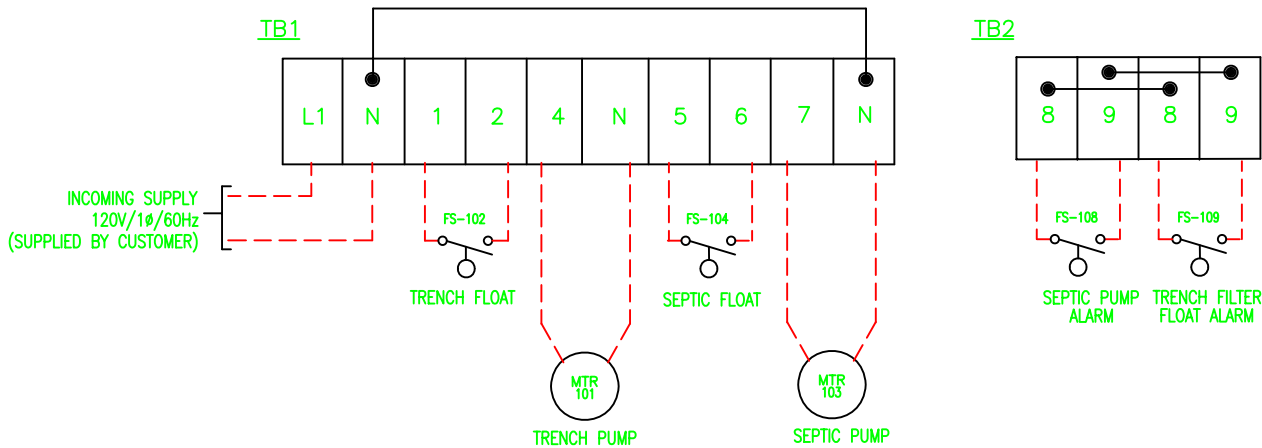 TB1
TB2
L1 N 1 2 4 N 5 6 7 N
8 9 8 9
INCOMING SUPPLY
120V/1ø/60Hz
(SUPPLIED BY CUSTOMER)
FS-102
TRENCH FLOAT
FS-104
SEPTIC FLOAT
FS-108
SEPTIC PUMP
ALARM
FS-109
TRENCH FILTER
FLOAT ALARM
MTR
101
TRENCH PUMP
MTR
103
SEPTIC PUMP